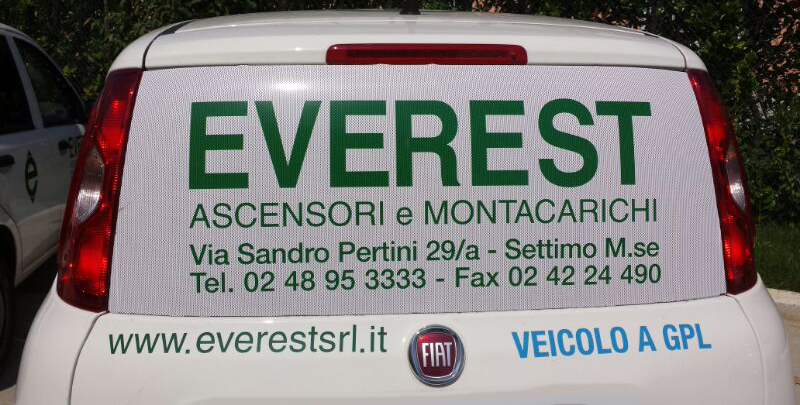 EVEREST
ASCENSORI e MONTACARICHI
Via Sandro Pertini 29/a - Settimo M.se
Tel. 02 48 95 3333 - Fax 02 42 24 490
www.everestsrl.it
FIAT
VEICOLO A GPL